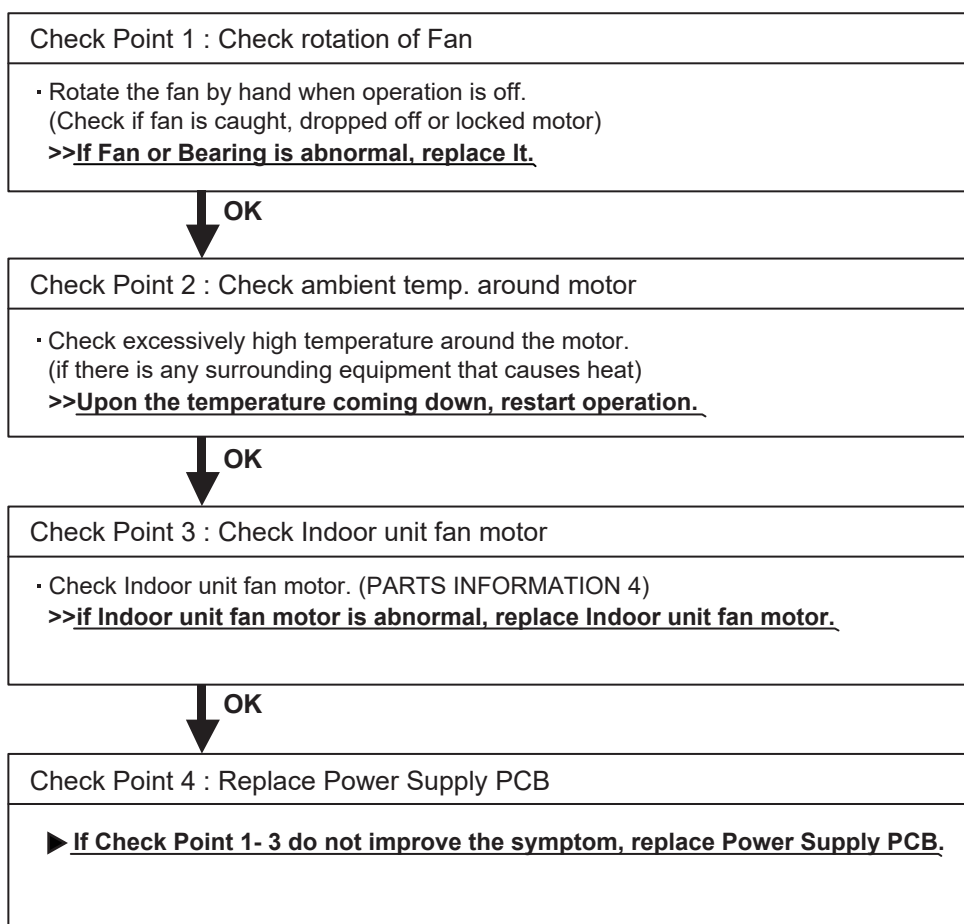 Check Point 1 : Check rotation of Fan
· Rotate the fan by hand when operation is off.
(Check if fan is caught, dropped off or locked motor)
>>If Fan or Bearing is abnormal, replace It.
OK
Check Point 2 : Check ambient temp. around motor
· Check excessively high temperature around the motor.
(if there is any surrounding equipment that causes heat)
>>Upon the temperature coming down, restart operation.
OK
Check Point 3 : Check Indoor unit fan motor
· Check Indoor unit fan motor. (PARTS INFORMATION 4)
>>if Indoor unit fan motor is abnormal, replace Indoor unit fan motor.
OK
Check Point 4 : Replace Power Supply PCB
▶ If Check Point 1- 3 do not improve the symptom, replace Power Supply PCB.